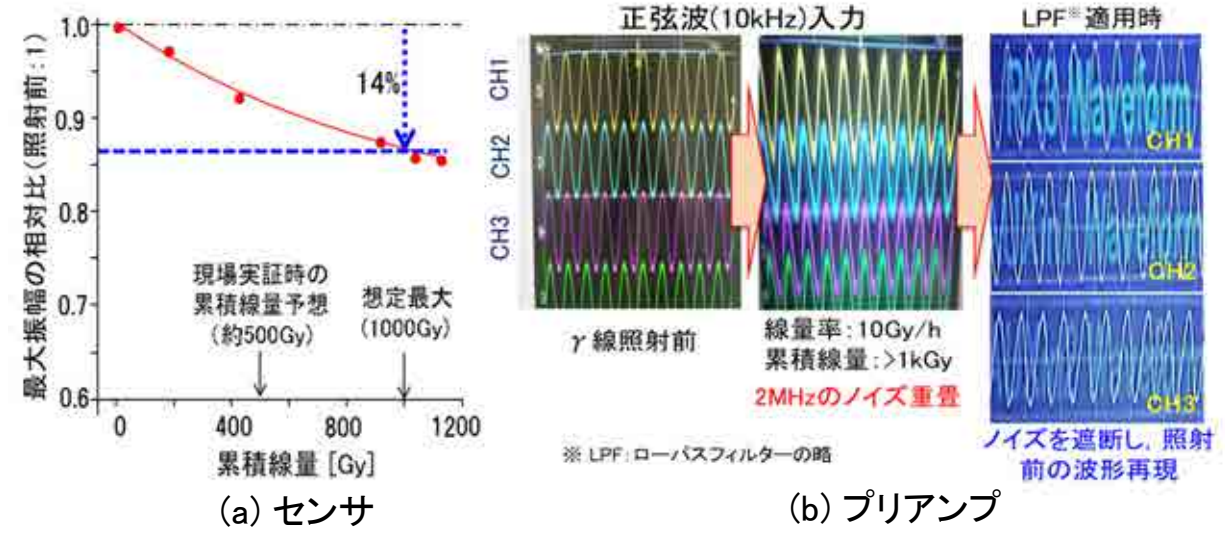 最大振幅の相対比(照射前:1)
1.0
0.9
0.8
0.7
0.6
14%
現場実証時の
累積線量予想
(約500Gy)
想定最大
(1000Gy)
0
400
800
1200
累積線量 [Gy]
(a) センサ
正弦波(10kHz)入力
CH1
CH2
CH3
γ線照射前
線量率:10Gy/h
累積線量:>1kGy
2MHzのノイズ重畳
※ LPF:ローパスフィルターの略
LPF※適用時
RX3 Waveform
CH1
Waveform
CH2
CH3
ノイズを遮断し, 照射
前の波形再現
(b) プリアンプ